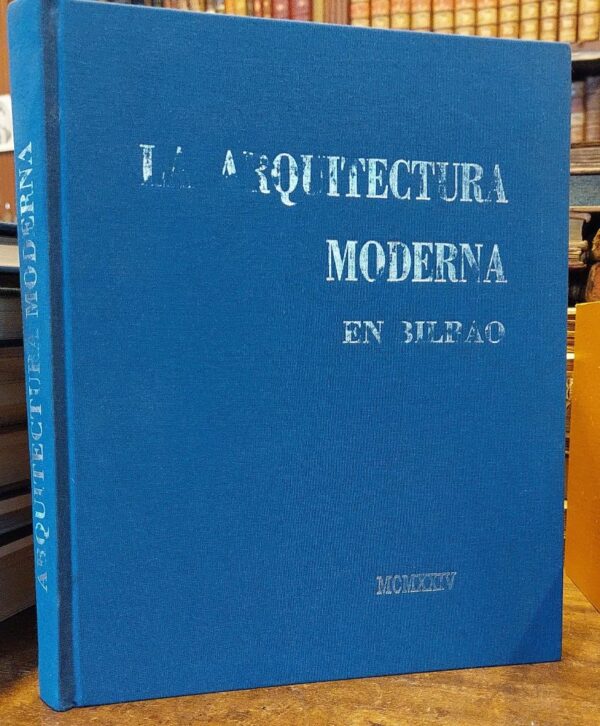 LA ARQUITECTURA
MODERNA
EN BILBAO
MCMXXIV
ARQUITECTURA MODERNA